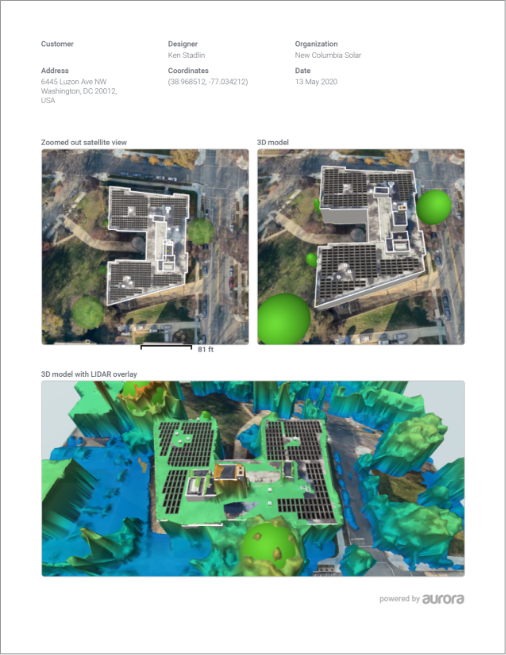 Customer
Designer
Ken Stadlin
Organization
New Columbia Solar
Address
6445 Luzon Ave NW
Washington, DC 20012,
USA
Coordinates
(38.968512, -77.034212)
Date
13 May 2020
Zoomed out satellite view
3D model
81 ft
3D model with LIDAR overlay
powered by aurora